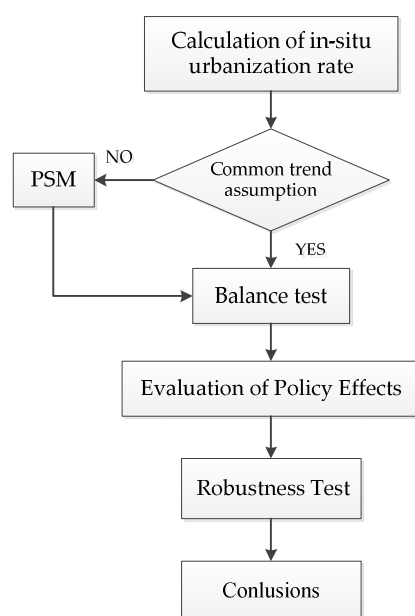 Calculation of in-situ
urbanization rate
Common trend
assumption
NO
PSM
YES
Balance test
Evaluation of Policy Effects
Robustness Test
Conlusions